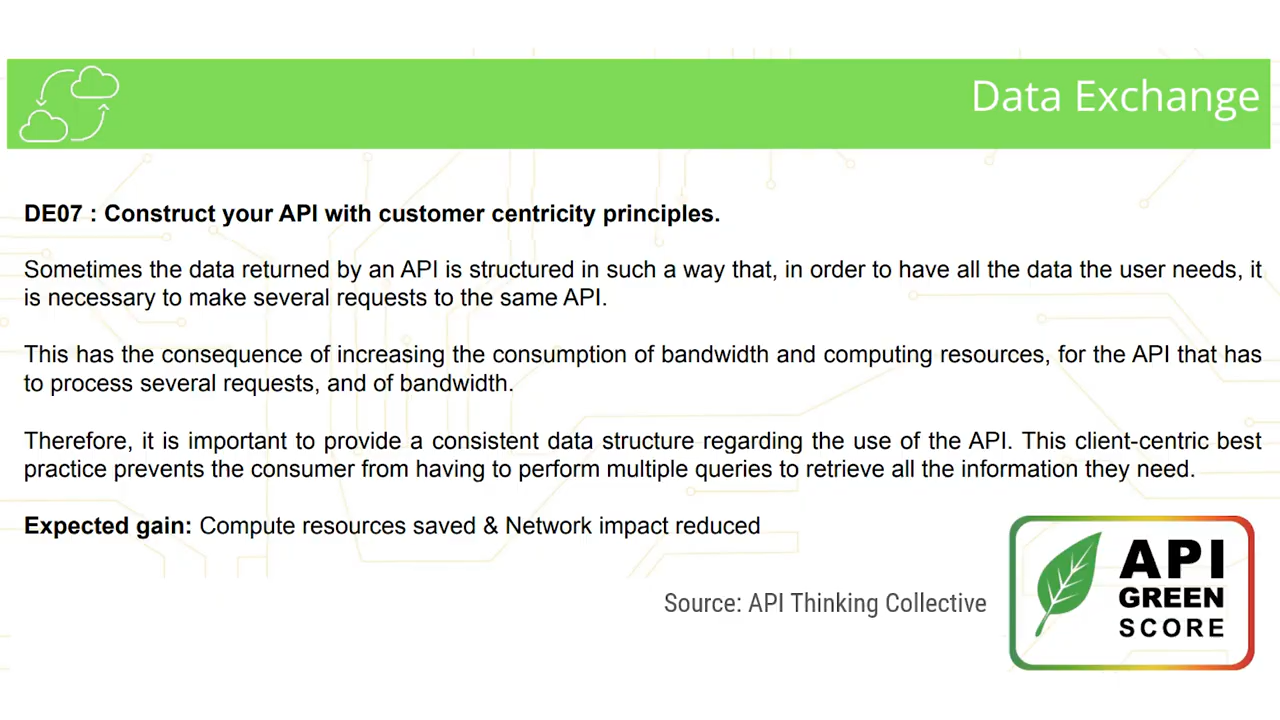 Data Exchange
DE07 : Construct your API with customer centricity principles.
Sometimes the data returned by an API is structured in such a way that, in order to have all the data the user needs, it
is necessary to make several requests to the same API.
This has the consequence of increasing the consumption of bandwidth and computing resources, for the API that has
to process several requests, and of bandwidth.
Therefore, it is important to provide a consistent data structure regarding the use of the API. This client-centric best
practice prevents the consumer from having to perform multiple queries to retrieve all the information they need.
Expected gain: Compute resources saved & Network impact reduced
Source: API Thinking Collective
API
GREEN
SCORE